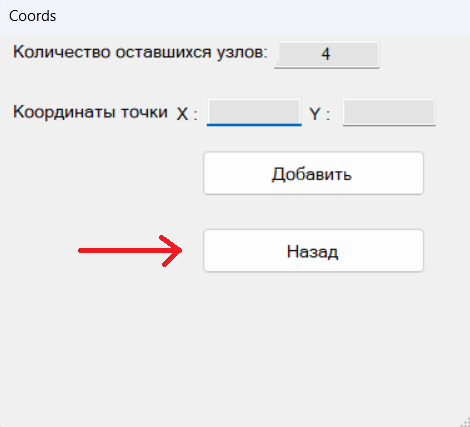 Coords
Количество оставшихся узлов: 4
Координаты точки X : Y :
Добавить
Назад